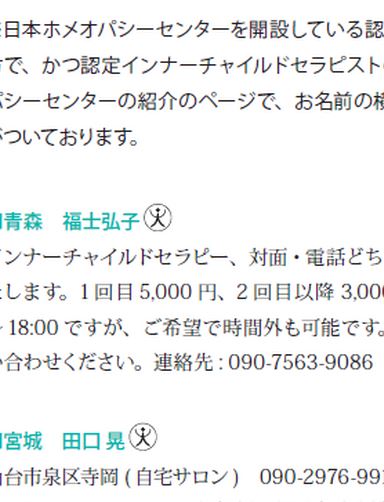 日本ホメオパシーセンターを開設している認
で、かつ認定インナーチャイルドセラピスト
パシーセンターの紹介のページで、お名前の横
がついております。
青森 福士弘子
インナーチャイルドセラピー、対面・電話どち
たします。1回目5,000円、2回目以降3,000
18:00ですが、ご希望で時間外も可能です。
い合わせください。連絡先:090-7563-9086
宮城 田口 晃
台市泉区寺岡(自宅サロン) 090-2976-99